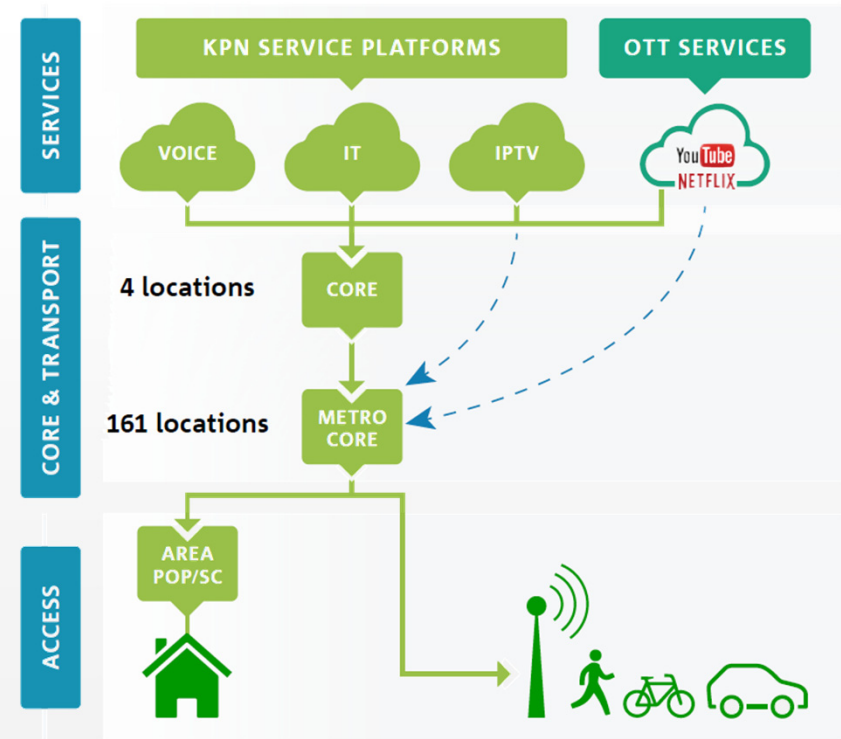 SERVICES
KPN SERVICE PLATFORMS
OTT SERVICES
VOICE
IT
IPTV
YouTube
NETFLIX
CORE & TRANSPORT
4 locations
CORE
161 locations
METRO
CORE
ACCESS
AREA
POP/SC